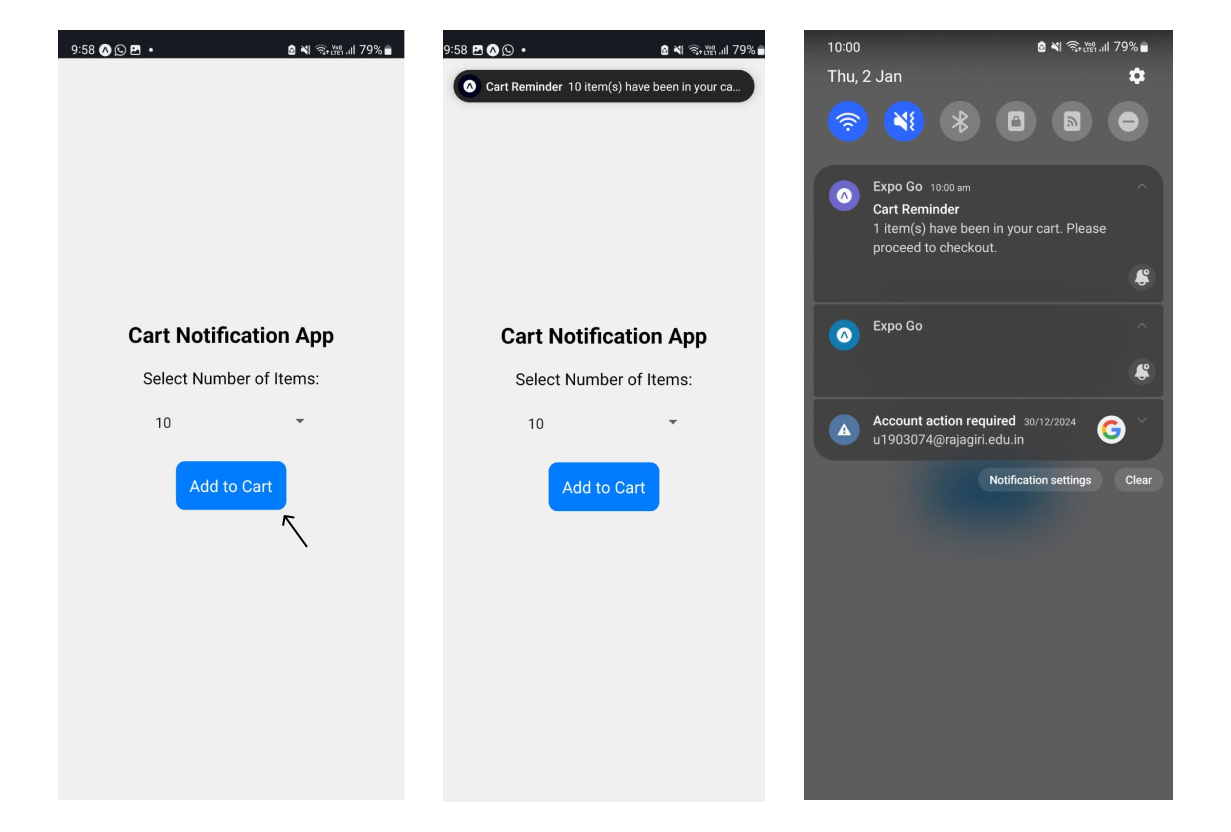 9:58
79%
Cart Notification App
Select Number of Items:
10
Add to Cart
9:58
79%
Cart Reminder 10 item(s) have been in your ca...
Cart Notification App
Select Number of Items:
10
Add to Cart
10:00
79%
Thu, 2 Jan
Expo Go 10:00 am
Cart Reminder
1 item(s) have been in your cart. Please
proceed to checkout.
Expo Go
Account action required 30/12/2024
u1903074@rajagiri.edu.in
Notification settings
Clear